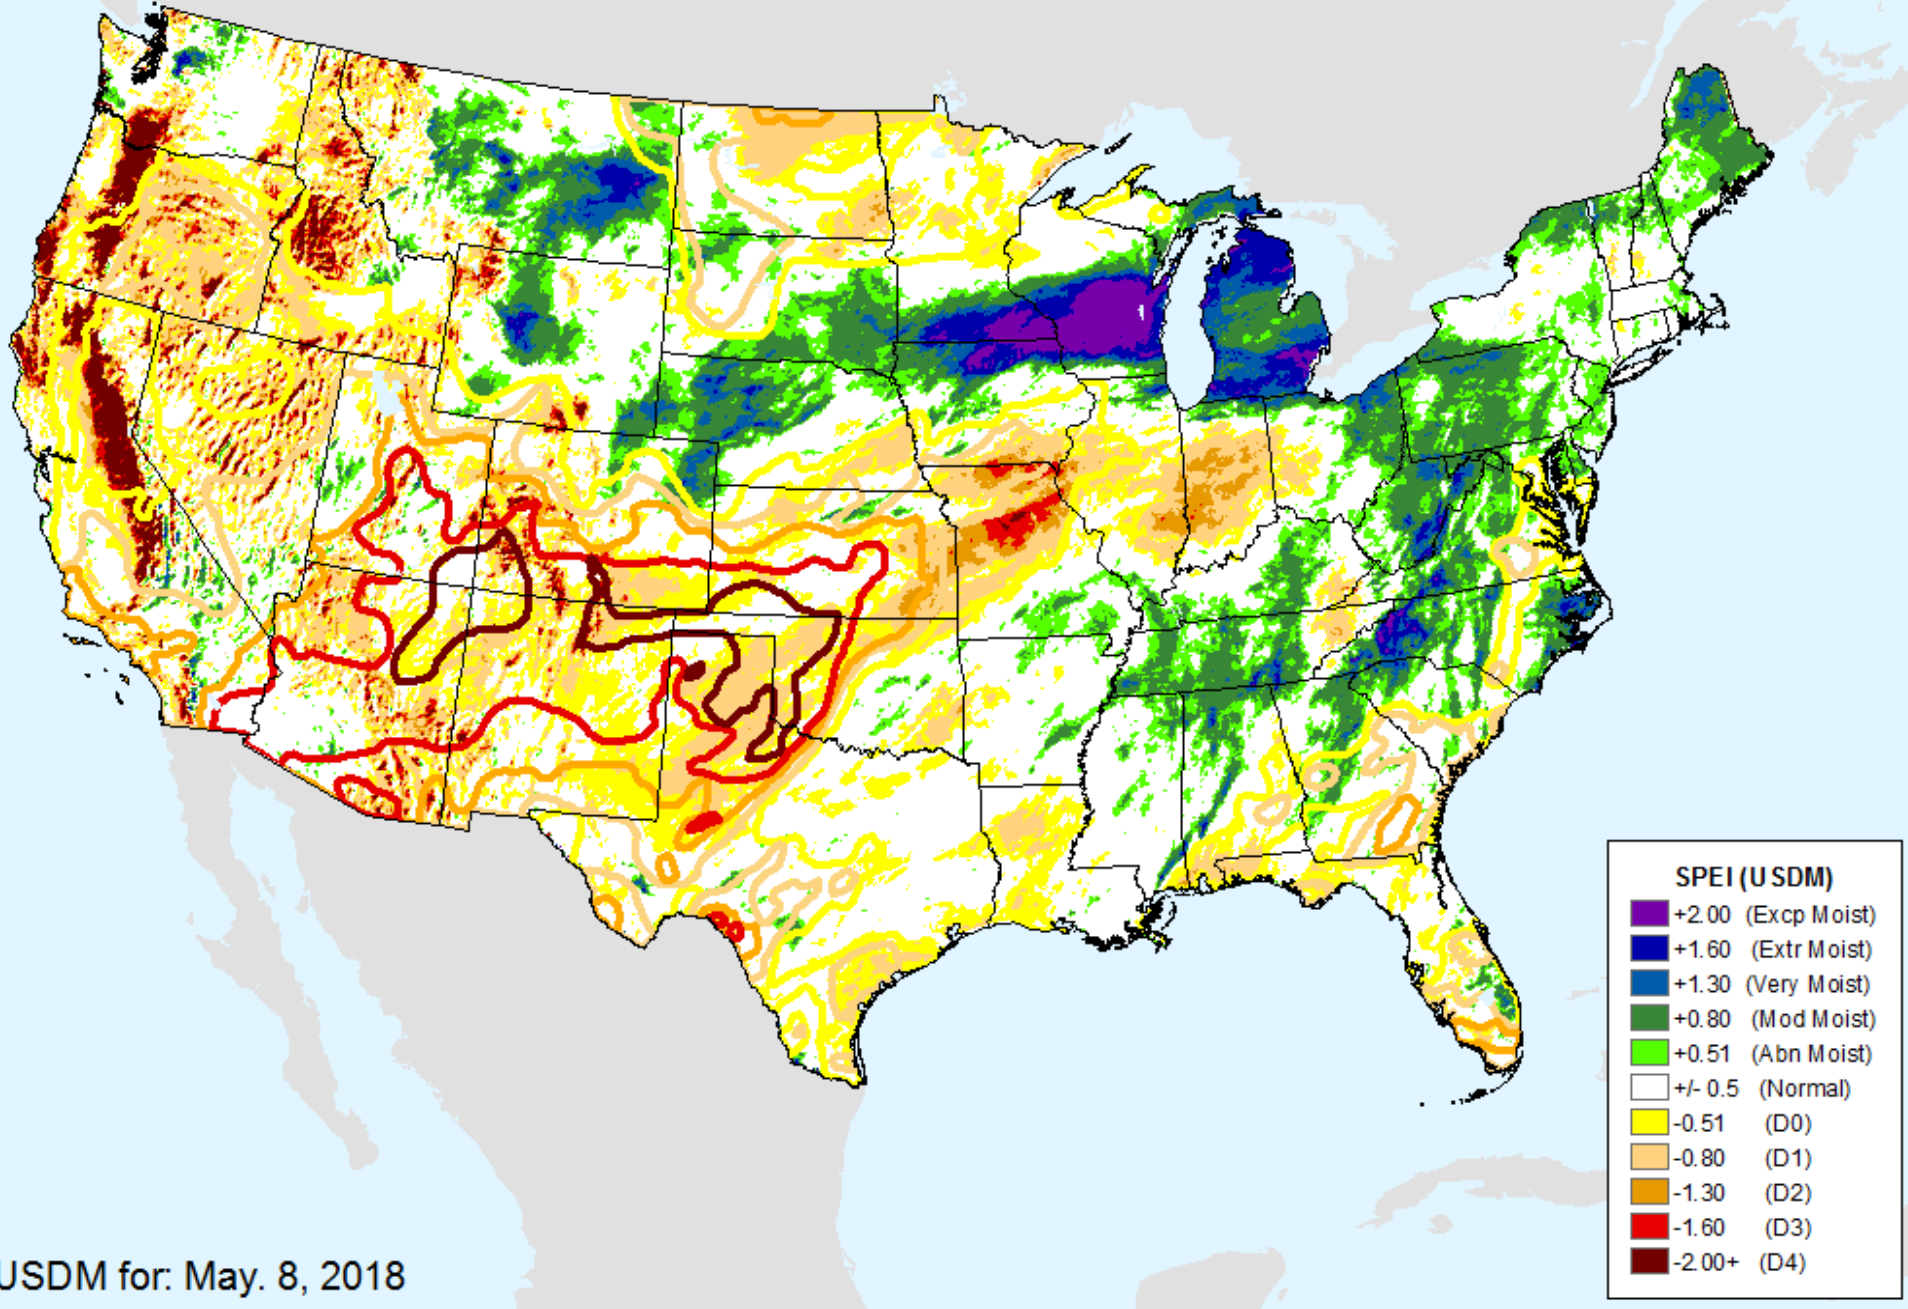 SPEI (USDM)
+2.00 (Excp Moist)
+1.60 (Extr Moist)
+1.30 (Very Moist)
+0.80 (Mod Moist)
+0.51 (Abn Moist)
+/- 0.5 (Normal)
-0.51 (D0)
-0.80 (D1)
-1.30 (D2)
-1.60 (D3)
-2.00+ (D4)
USDM for: May. 8, 2018